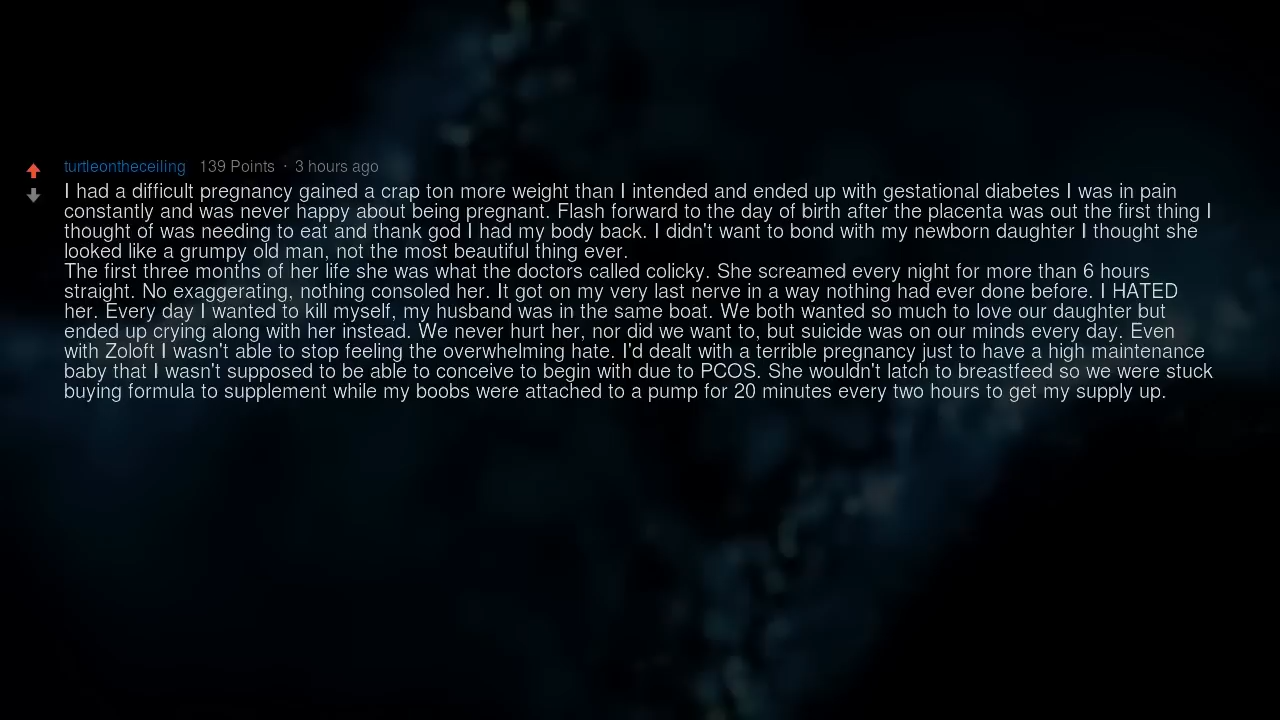 turtleontheceiling 139 Points · 3 hours ago
I had a difficult pregnancy gained a crap ton more weight than I intended and ended up with gestational diabetes I was in pain
constantly and was never happy about being pregnant. Flash forward to the day of birth after the placenta was out the first thing I
thought of was needing to eat and thank god I had my body back. I didn't want to bond with my newborn daughter I thought she
looked like a grumpy old man, not the most beautiful thing ever.
The first three months of her life she was what the doctors called colicky. She screamed every night for more than 6 hours
straight. No exaggerating, nothing consoled her. It got on my very last nerve in a way nothing had ever done before. I HATED
her. Every day I wanted to kill myself, my husband was in the same boat. We both wanted so much to love our daughter but
ended up crying along with her instead. We never hurt her, nor did we want to, but suicide was on our minds every day. Even
with Zoloft I wasn't able to stop feeling the overwhelming hate. I'd dealt with a terrible pregnancy just to have a high maintenance
baby that I wasn't supposed to be able to conceive to begin with due to PCOS. She wouldn't latch to breastfeed so we were stuck
buying formula to supplement while my boobs were attached to a pump for 20 minutes every two hours to get my supply up.